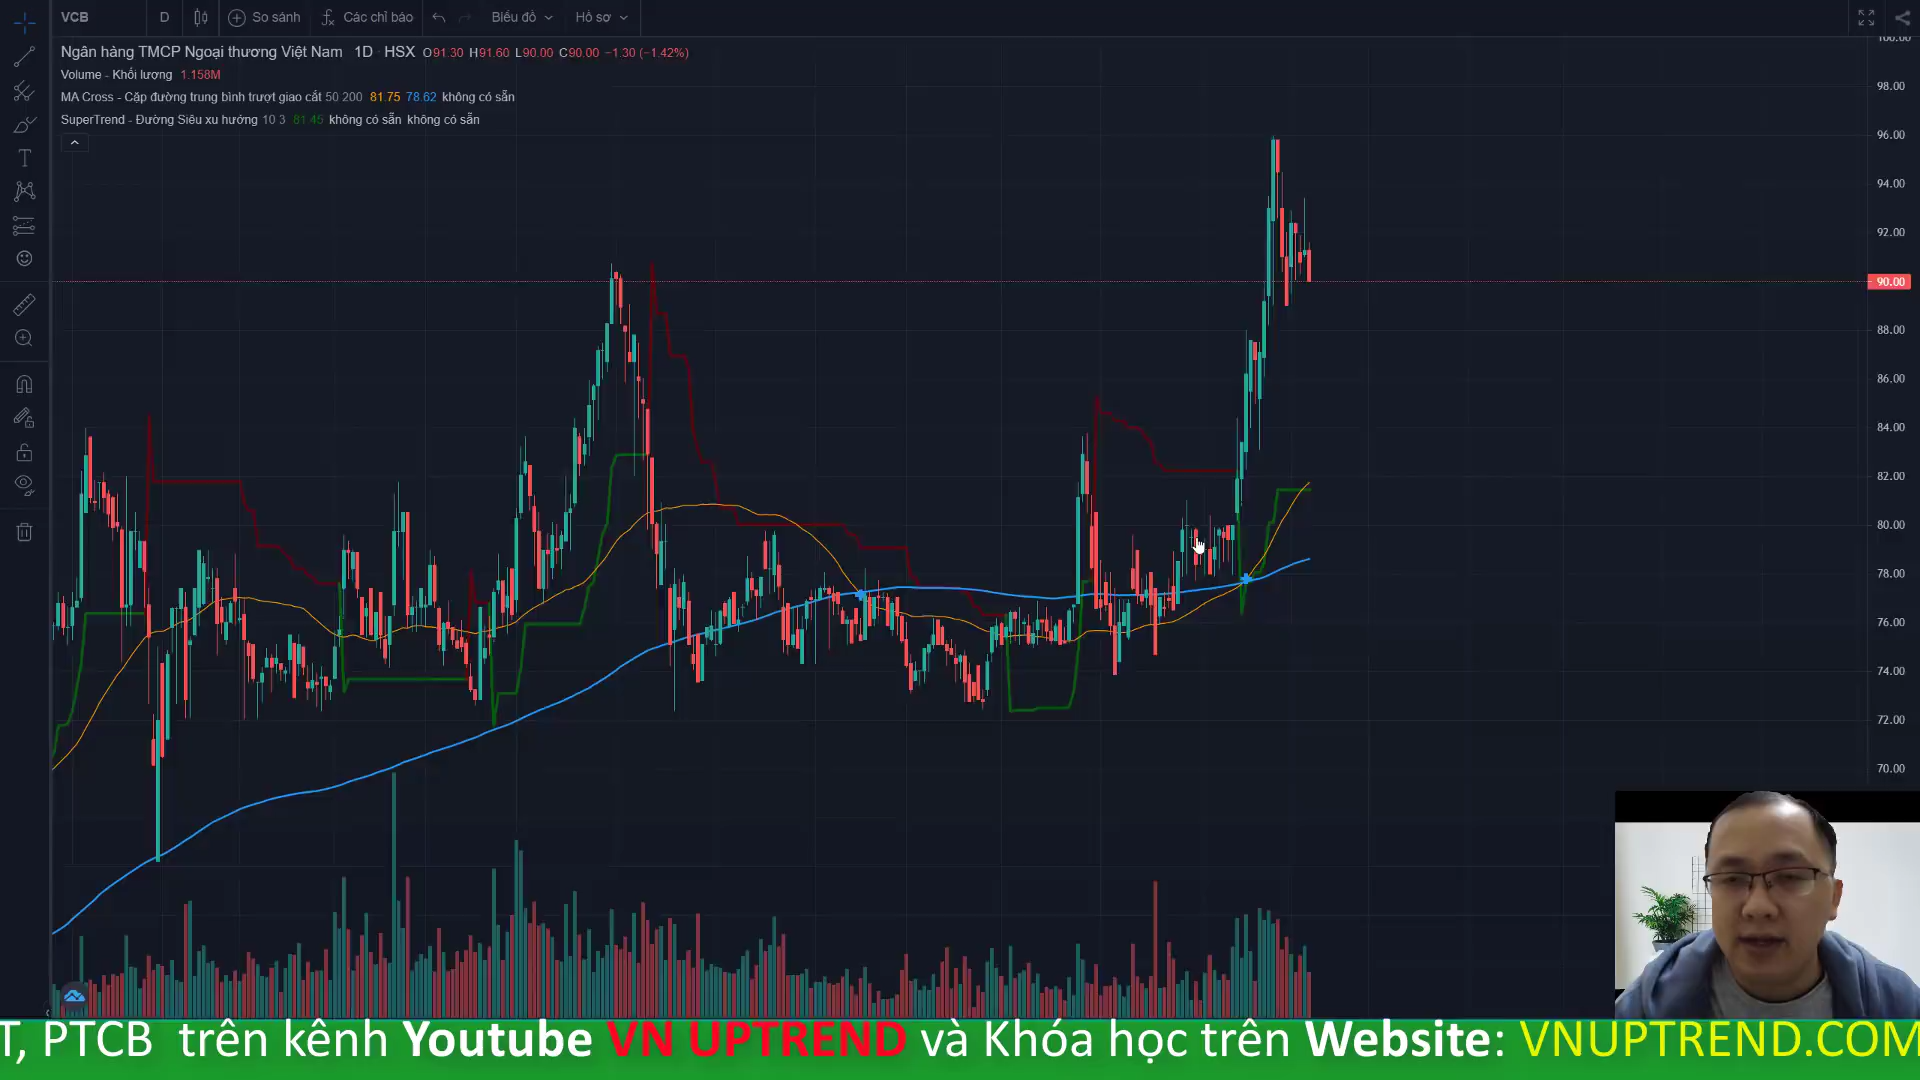 VCB D So sánh Các chỉ báo Biểu đồ Hồ sơ
Ngân hàng TMCP Ngoại thương Việt Nam 1D HSX O91.30 H91.60 L90.00 C90.00 −1.30 (−1.42%)
Volume - Khối lượng 1.158M
MA Cross - Cặp đường trung bình trượt giao cắt 50 200 81.75 78.62 không có sẵn
SuperTrend - Đường Siêu xu hướng 10 3 81.45 không có sẵn không có sẵn
100.00
98.00
96.00
94.00
92.00
90.00
88.00
86.00
84.00
82.00
80.00
78.00
76.00
74.00
72.00
70.00
T, PTCB trên kênh Youtube VN UPTREND và Khóa học trên Website: VNUPTREND.COM